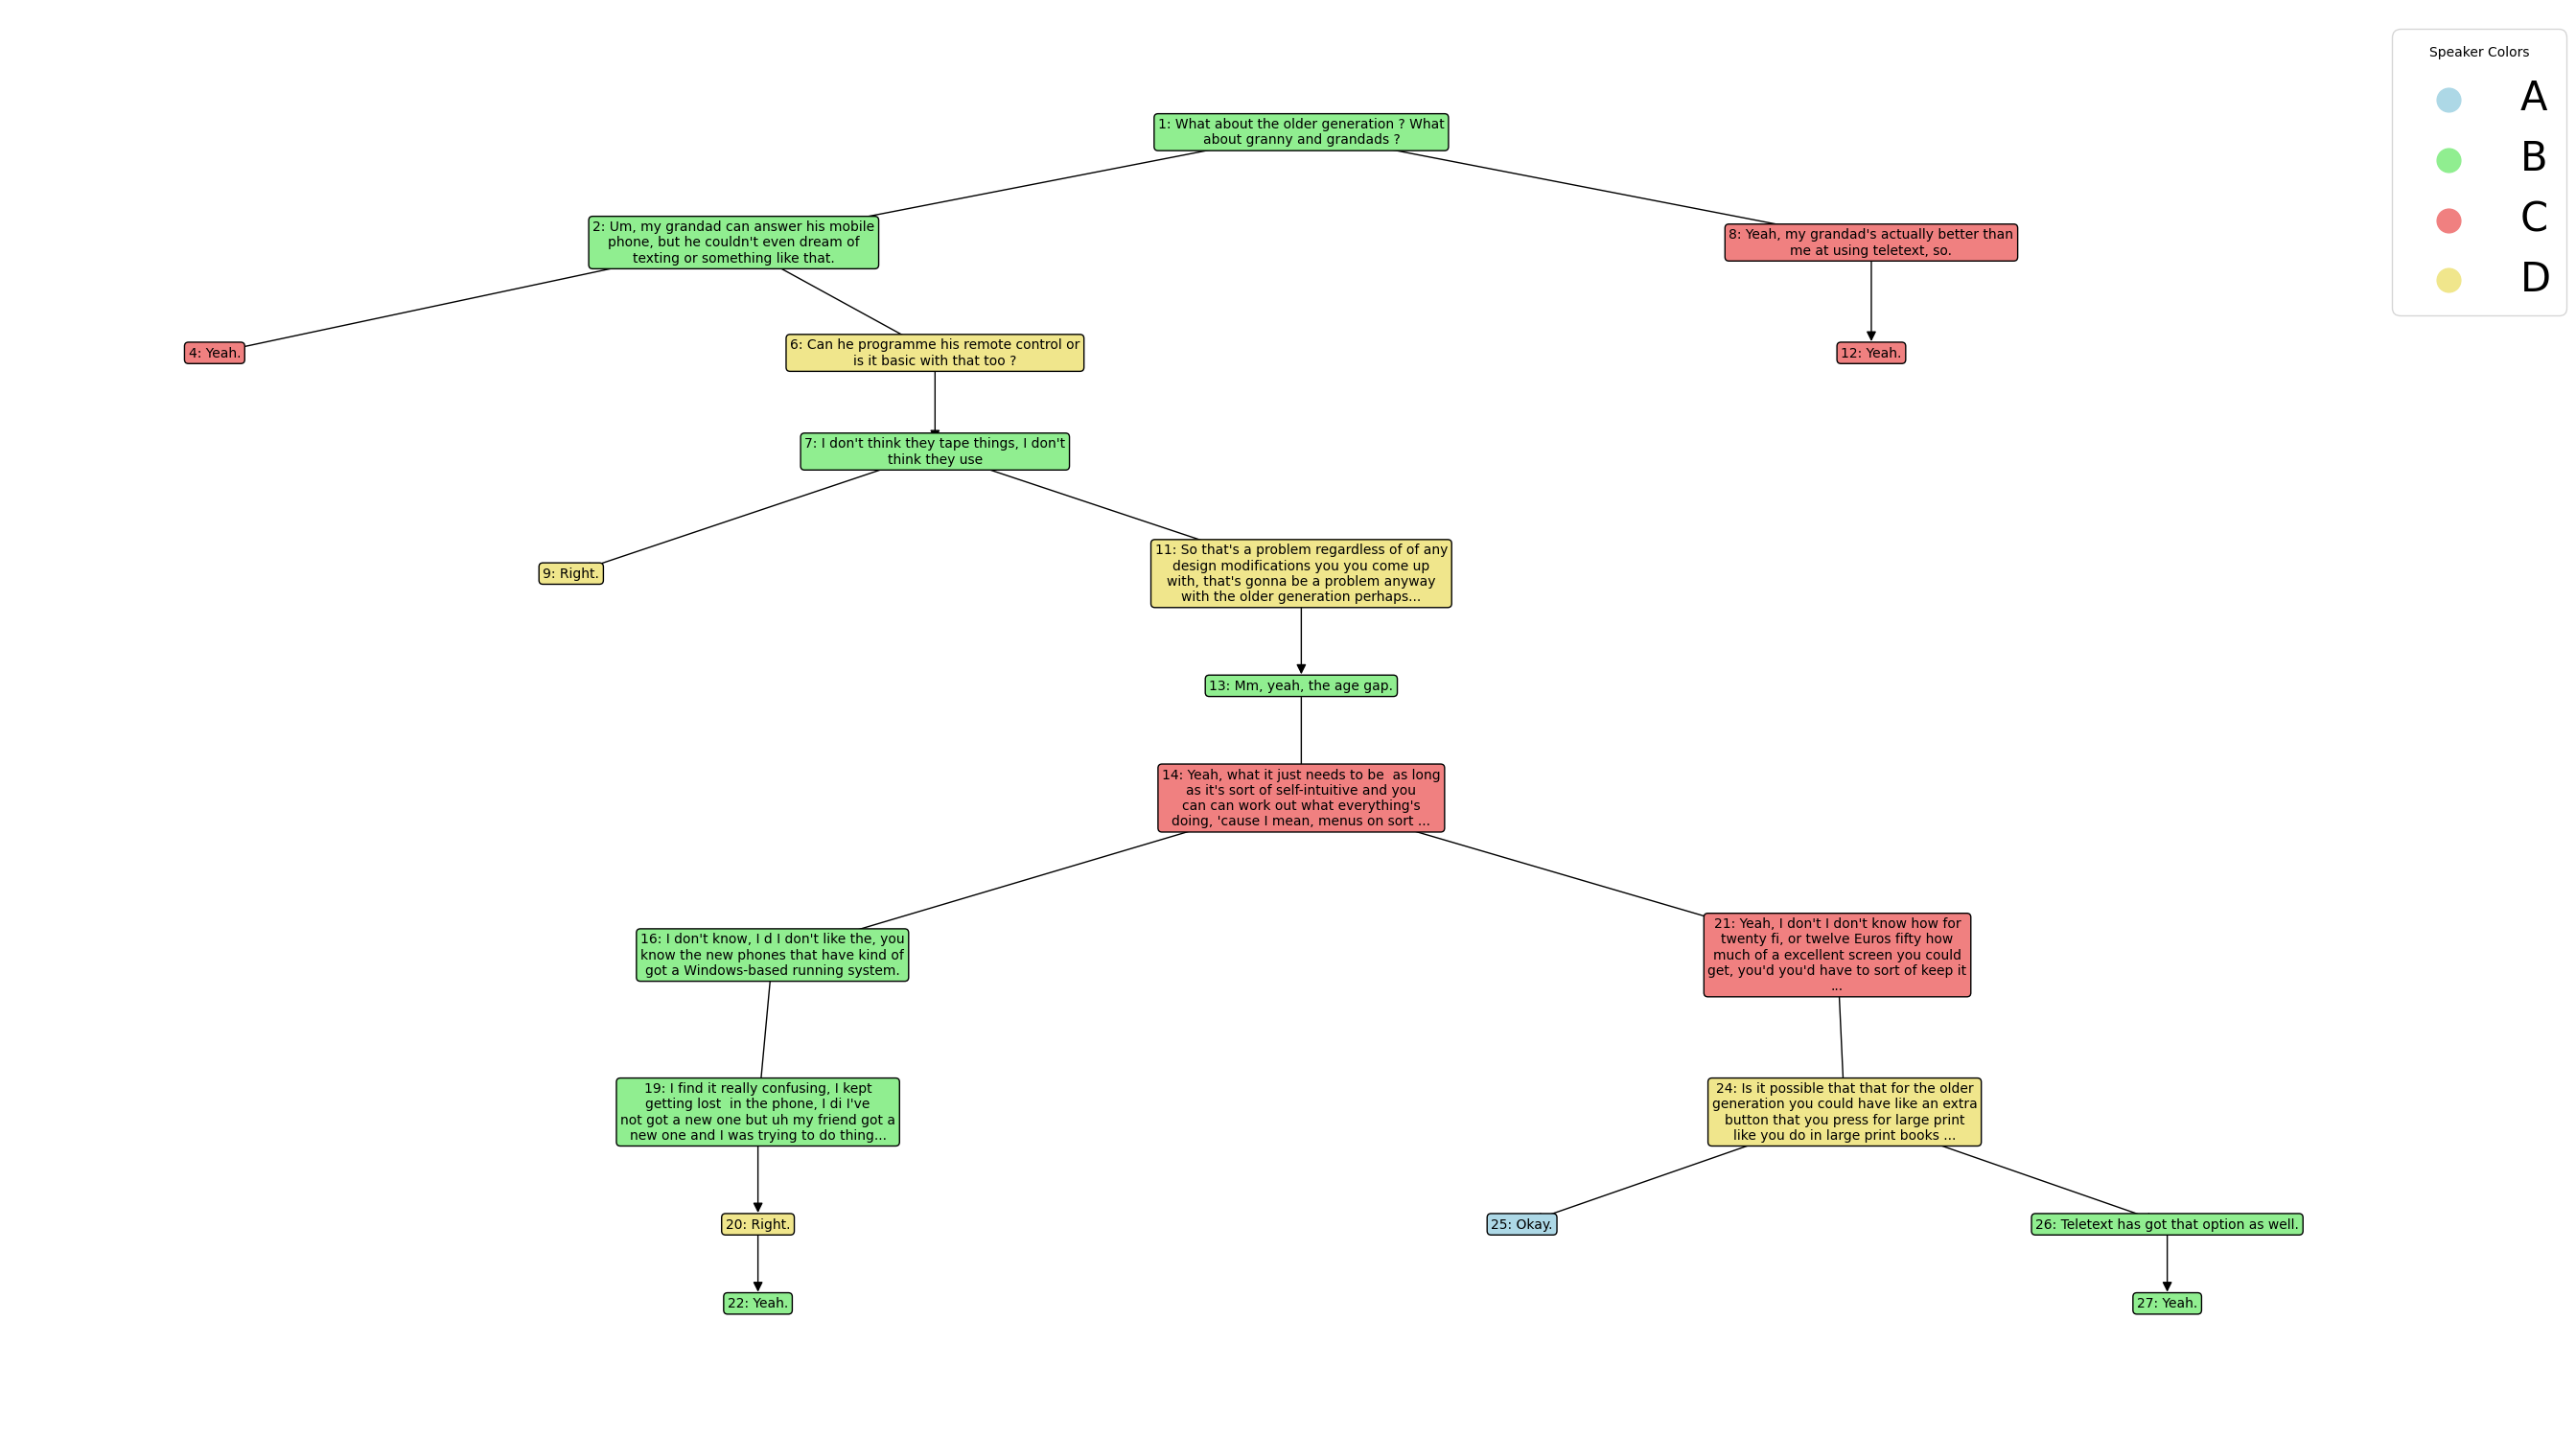 Speaker Colors
A
B
C
D
1: What about the older generation ? What
about granny and grandads ?
2: Um, my grandad can answer his mobile
phone, but he couldn't even dream of
texting or something like that.
8: Yeah, my grandad's actually better than
me at using teletext, so.
4: Yeah.
6: Can he programme his remote control or
is it basic with that too ?
12: Yeah.
7: I don't think they tape things, I don't
think they use
9: Right.
11: So that's a problem regardless of of any
design modifications you you come up
with, that's gonna be a problem anyway
with the older generation perhaps...
13: Mm, yeah, the age gap.
14: Yeah, what it just needs to be  as long
as it's sort of self-intuitive and you
can can work out what everything's
doing, 'cause I mean, menus on sort ...
16: I don't know, I d I don't like the, you
know the new phones that have kind of
got a Windows-based running system.
21: Yeah, I don't I don't know how for
twenty fi, or twelve Euros fifty how
much of a excellent screen you could
get, you'd you'd have to sort of keep it
...
19: I find it really confusing, I kept
getting lost  in the phone, I di I've
not got a new one but uh my friend got a
new one and I was trying to do thing...
24: Is it possible that that for the older
generation you could have like an extra
button that you press for large print
like you do in large print books ...
20: Right.
25: Okay.
26: Teletext has got that option as well.
22: Yeah.
27: Yeah.